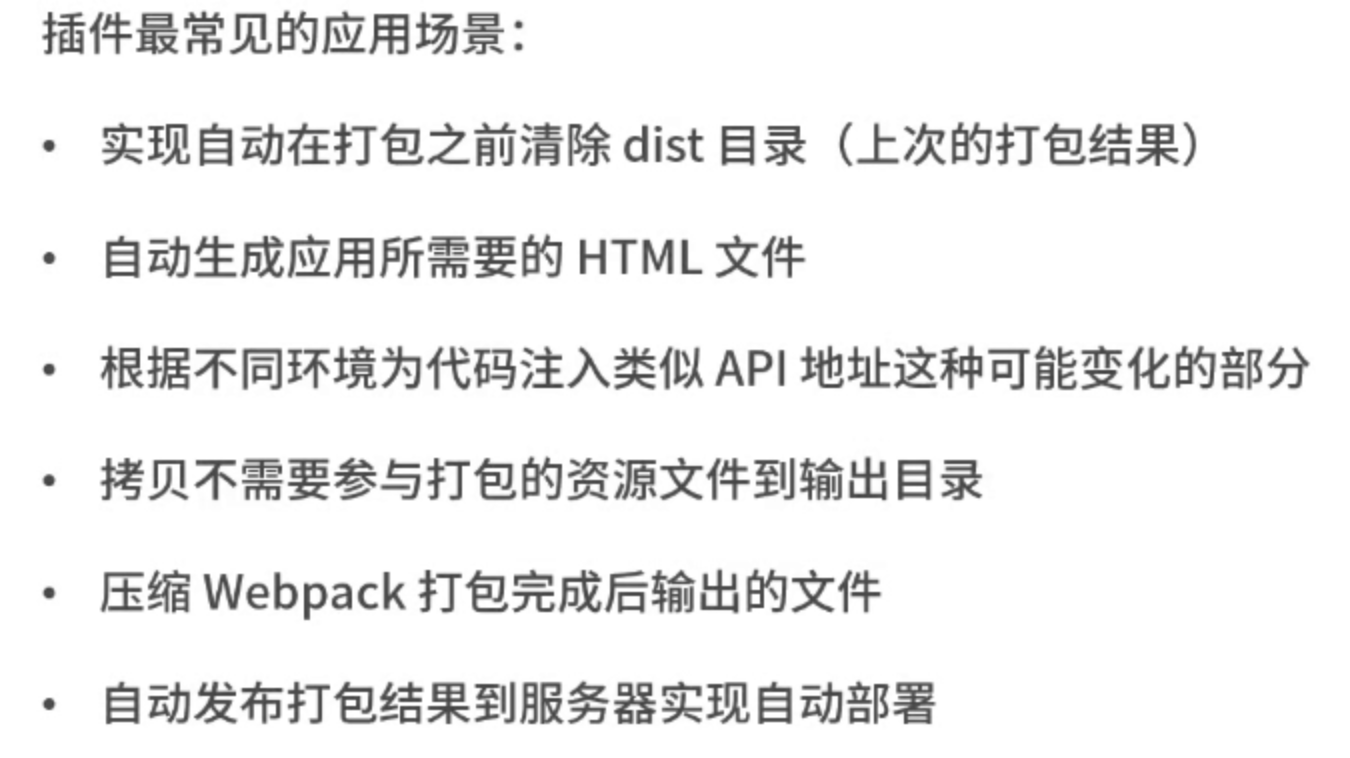 插件最常见的应用场景：
• 实现自动在打包之前清除 dist 目录（上次的打包结果）
• 自动生成应用所需要的 HTML 文件
• 根据不同环境为代码注入类似 API 地址这种可能变化的部分
• 拷贝不需要参与打包的资源文件到输出目录
• 压缩 Webpack 打包完成后输出的文件
• 自动发布打包结果到服务器实现自动部署